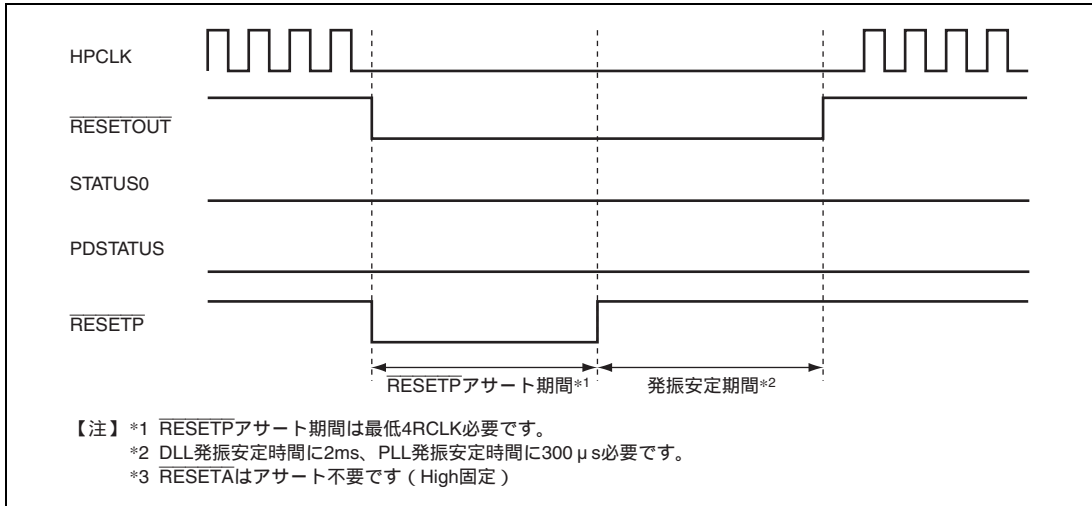 HPCLK
RESETOUT
STATUS0
PDSTATUS
RESETP
RESETPアサート期間*1 発振安定期間*2
【注】*1 RESETPアサート期間は最低4RCLK必要です。
*2 DLL発振安定時間に2ms、PLL発振安定時間に300μs必要です。
*3 RESETAはアサート不要です（High固定）